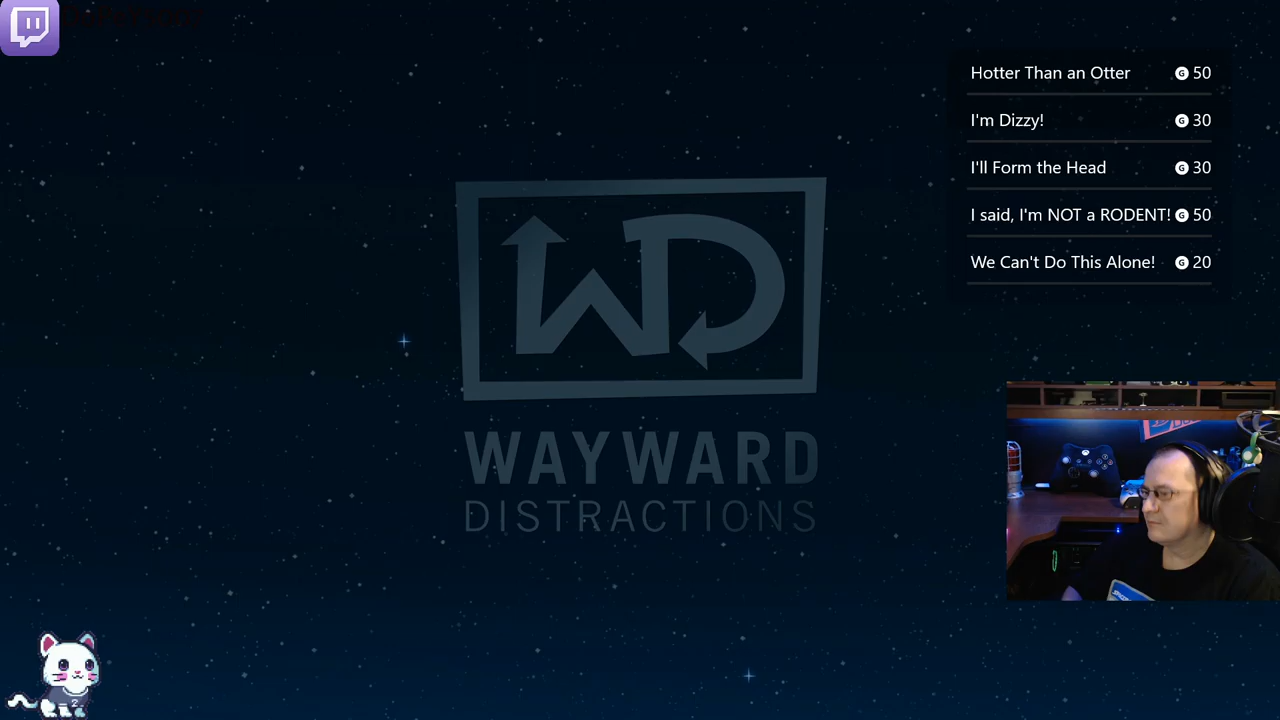 Hotter Than an Otter G 50
I'm Dizzy! G 30
I'll Form the Head G 30
I said, I'm NOT a RODENT! G 50
We Can't Do This Alone! G 20
WD
WAYWARD
DISTRACTIONS
2